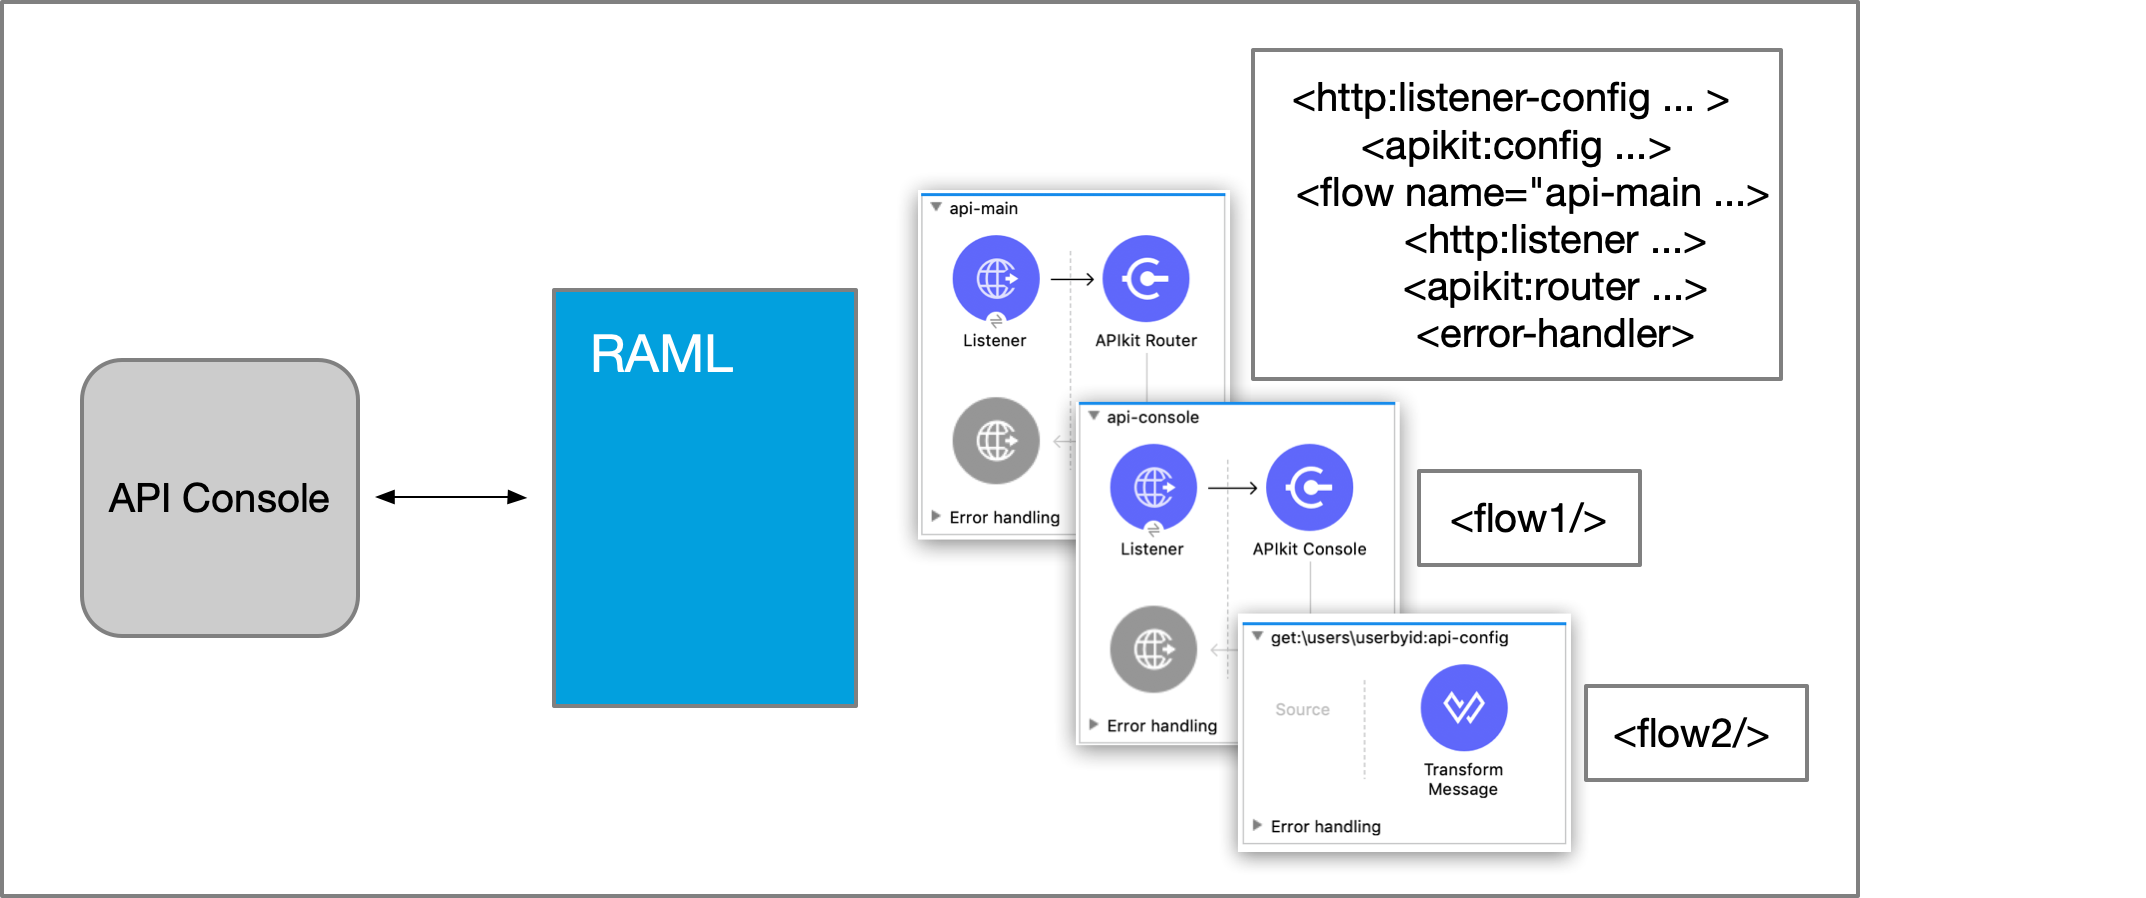 API Console
RAML
api-main
Listener
APIkit Router
Error handling
<http:listener-config ... >
<apikit:config ...>
<flow name="api-main ...>
<http:listener ...>
<apikit:router ...>
<error-handler>
api-console
Listener
APIkit Console
Error handling
<flow1/>
get:\users\userbyid:api-config
Source
Transform
Message
Error handling
<flow2/>